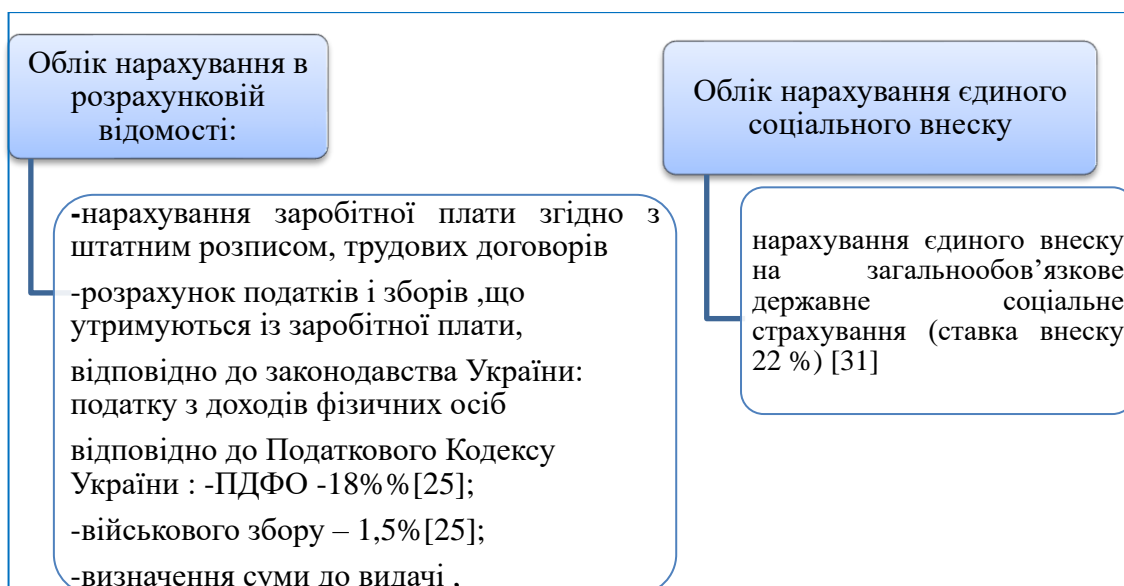 Облік нарахування в
розрахунковій
відомості:
-нарахування заробітної плати згідно з
штатним розписом, трудових договорів
-розрахунок податків і зборів ,що
утримуються із заробітної плати,
відповідно до законодавства України:
податку з доходів фізичних осіб
відповідно до Податкового Кодексу
України : -ПДФО -18%%[25];
-військового збору – 1,5%[25];
-визначення суми до видачі ,
Облік нарахування єдиного
соціального внеску
нарахування єдиного внеску
на загальнообов’язкове
державне соціальне
страхування (ставка внеску
22 %) [31]